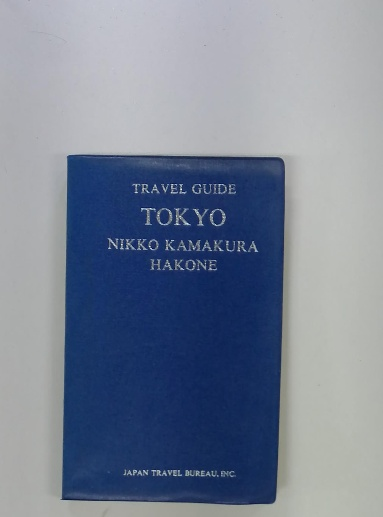 TRAVEL GUIDE
TOKYO
NIKKO KAMAKURA
HAKONE
JAPAN TRAVEL BUREAU, INC.